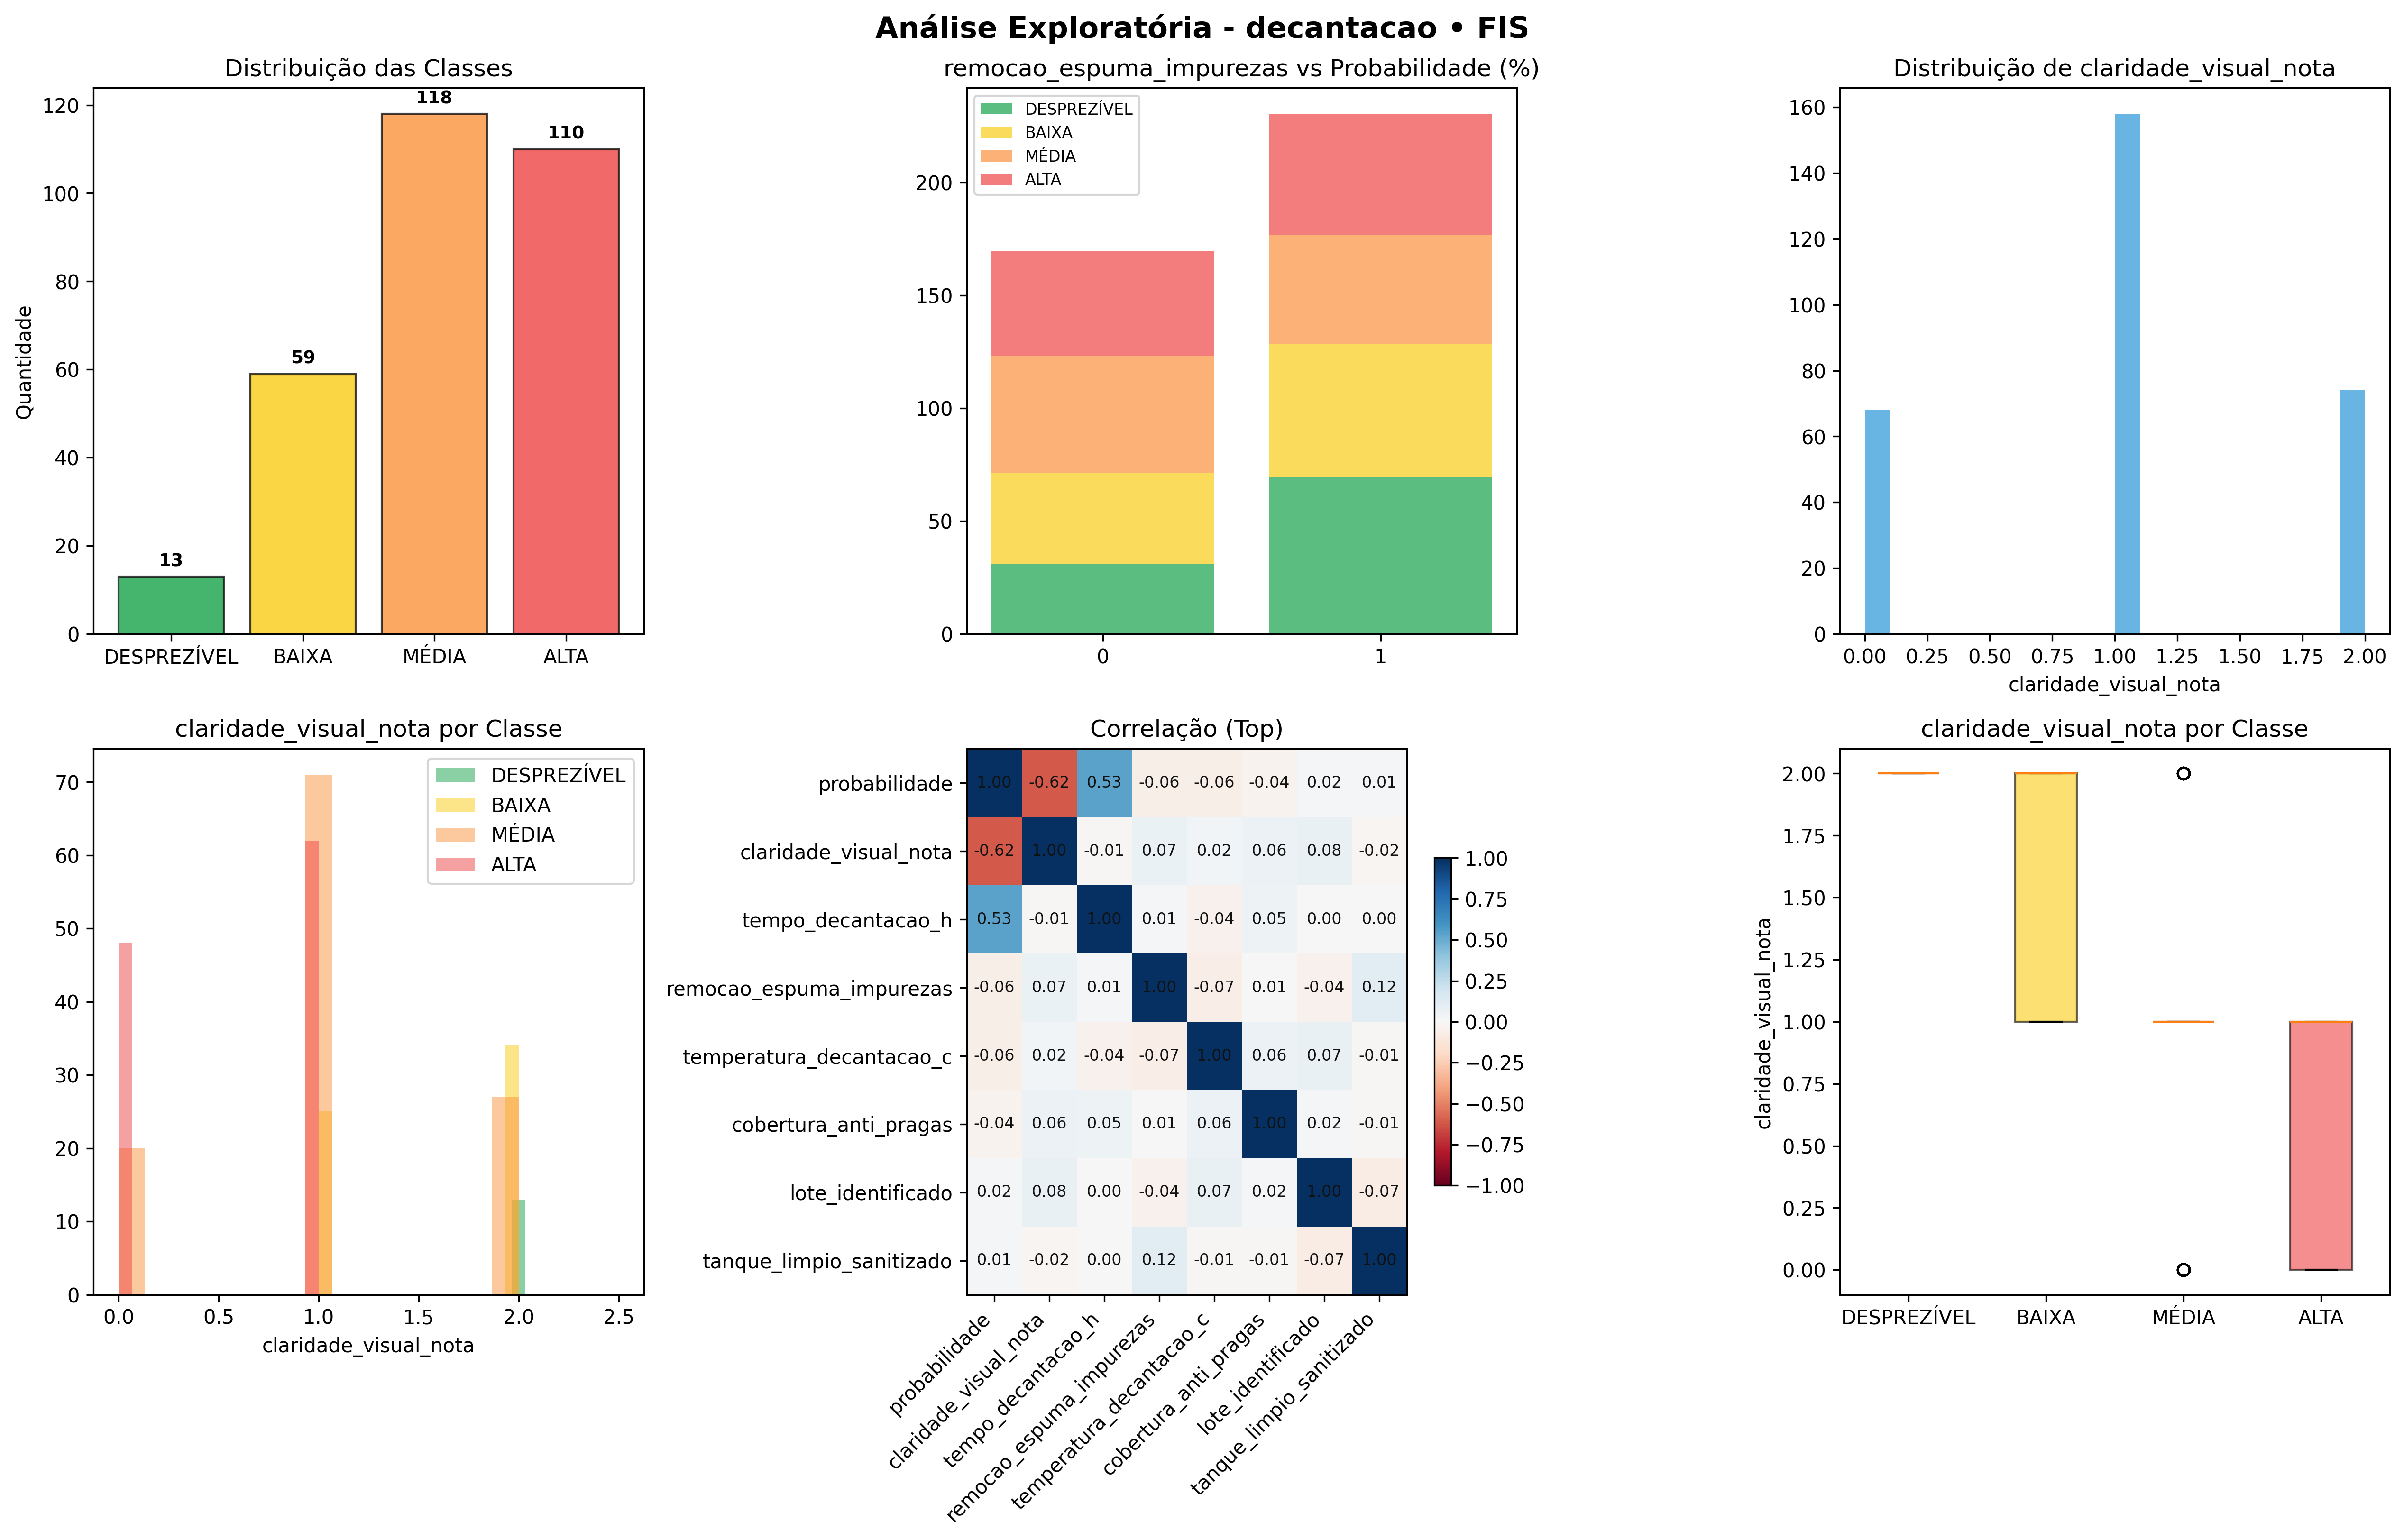 Análise Exploratória - decantacao • FIS
Distribuição das Classes
Quantidade
120
100
80
60
40
20
0
13
59
118
110
DESPREZÍVEL BAIXA MÉDIA ALTA
remocao_espuma_impurezas vs Probabilidade (%)
DESPREZÍVEL
BAIXA
MÉDIA
ALTA
200
150
100
50
0
0 1
Distribuição de claridade_visual_nota
160
140
120
100
80
60
40
20
0
0.00 0.25 0.50 0.75 1.00 1.25 1.50 1.75 2.00
claridade_visual_nota
claridade_visual_nota por Classe
DESPREZÍVEL
BAIXA
MÉDIA
ALTA
70
60
50
40
30
20
10
0
0.0 0.5 1.0 1.5 2.0 2.5
claridade_visual_nota
Correlação (Top)
probabilidade 1.00 -0.62 0.53 -0.06 -0.06 -0.04 0.02 0.01
claridade_visual_nota -0.62 1.00 -0.01 0.07 0.02 0.06 0.08 -0.02
tempo_decantacao_h 0.53 -0.01 1.00 0.01 -0.04 0.05 0.00 0.00
remocao_espuma_impurezas -0.06 0.07 0.01 1.00 -0.07 0.01 -0.04 0.12
temperatura_decantacao_c -0.06 0.02 -0.04 -0.07 1.00 0.06 0.07 -0.01
cobertura_anti_pragas -0.04 0.06 0.05 0.01 0.06 1.00 0.02 -0.01
lote_identificado 0.02 0.08 0.00 -0.04 0.07 0.02 1.00 -0.07
tanque_limpio_sanitizado 0.01 -0.02 0.00 0.12 -0.01 -0.01 -0.07 1.00
probabilidade
claridade_visual_nota
tempo_decantacao_h
remocao_espuma_impurezas
temperatura_decantacao_c
cobertura_anti_pragas
lote_identificado
tanque_limpio_sanitizado
1.00
0.75
0.50
0.25
0.00
−0.25
−0.50
−0.75
−1.00
claridade_visual_nota por Classe
claridade_visual_nota
2.00
1.75
1.50
1.25
1.00
0.75
0.50
0.25
0.00
DESPREZÍVEL BAIXA MÉDIA ALTA